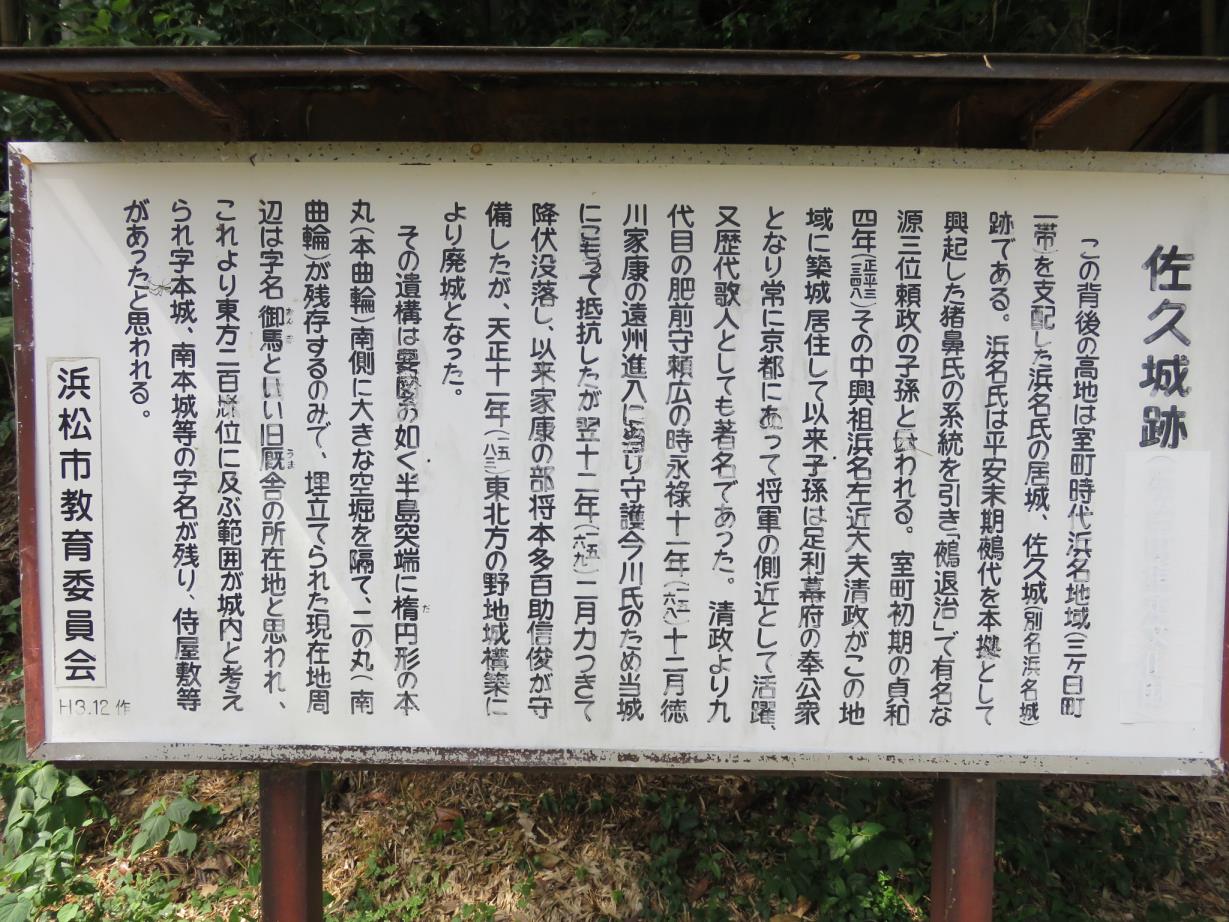 佐久城跡
この背後の高地は室町時代浜名地域(三ヶ日町
一帯)を支配した浜名氏の居城、佐久城(別名浜名城)
跡である。浜名氏は平安末期鵺代を本拠として
興起した猪鼻氏の系統を引き「鵺退治」で有名な
源三位頼政の子孫と云われる。室町初期の貞和
四年(正平三 一三四八)その中興祖浜名左近大夫清政がこの地
域に築城居住して以来子孫は足利幕府の奉公家
となり常に京都にあって将軍の側近として活躍、
又歴代歌人としても著名であった。清政より九
代目の肥前守頼広の時永禄十一年(一五六八)十二月徳
川家康の遠州進入に当り守護今川氏のため当城
にこもって抵抗したが翌十二年(一五六九)二月力つきて
降伏没落し、以来家康の部将本多百助信俊が守
備したが、天正十一年(一五八三)東北方の野地城構築に
より廃城となった。
その遺構は要図の如く半島突端に楕円形の本
だ
丸(本曲輪)南側に大きな空堀を隔て、二の丸(南
曲輪)が残存するのみで、埋立てられた現在地周
辺は字名御馬といい旧厩舎の所在地と思われ、
おんま うま
これより東方二百米位に及ぶ範囲が城内と考え
られ字本城、南本城等の字名が残り、侍屋敷等
があったと思われる。
浜松市教育委員会
H3.12作